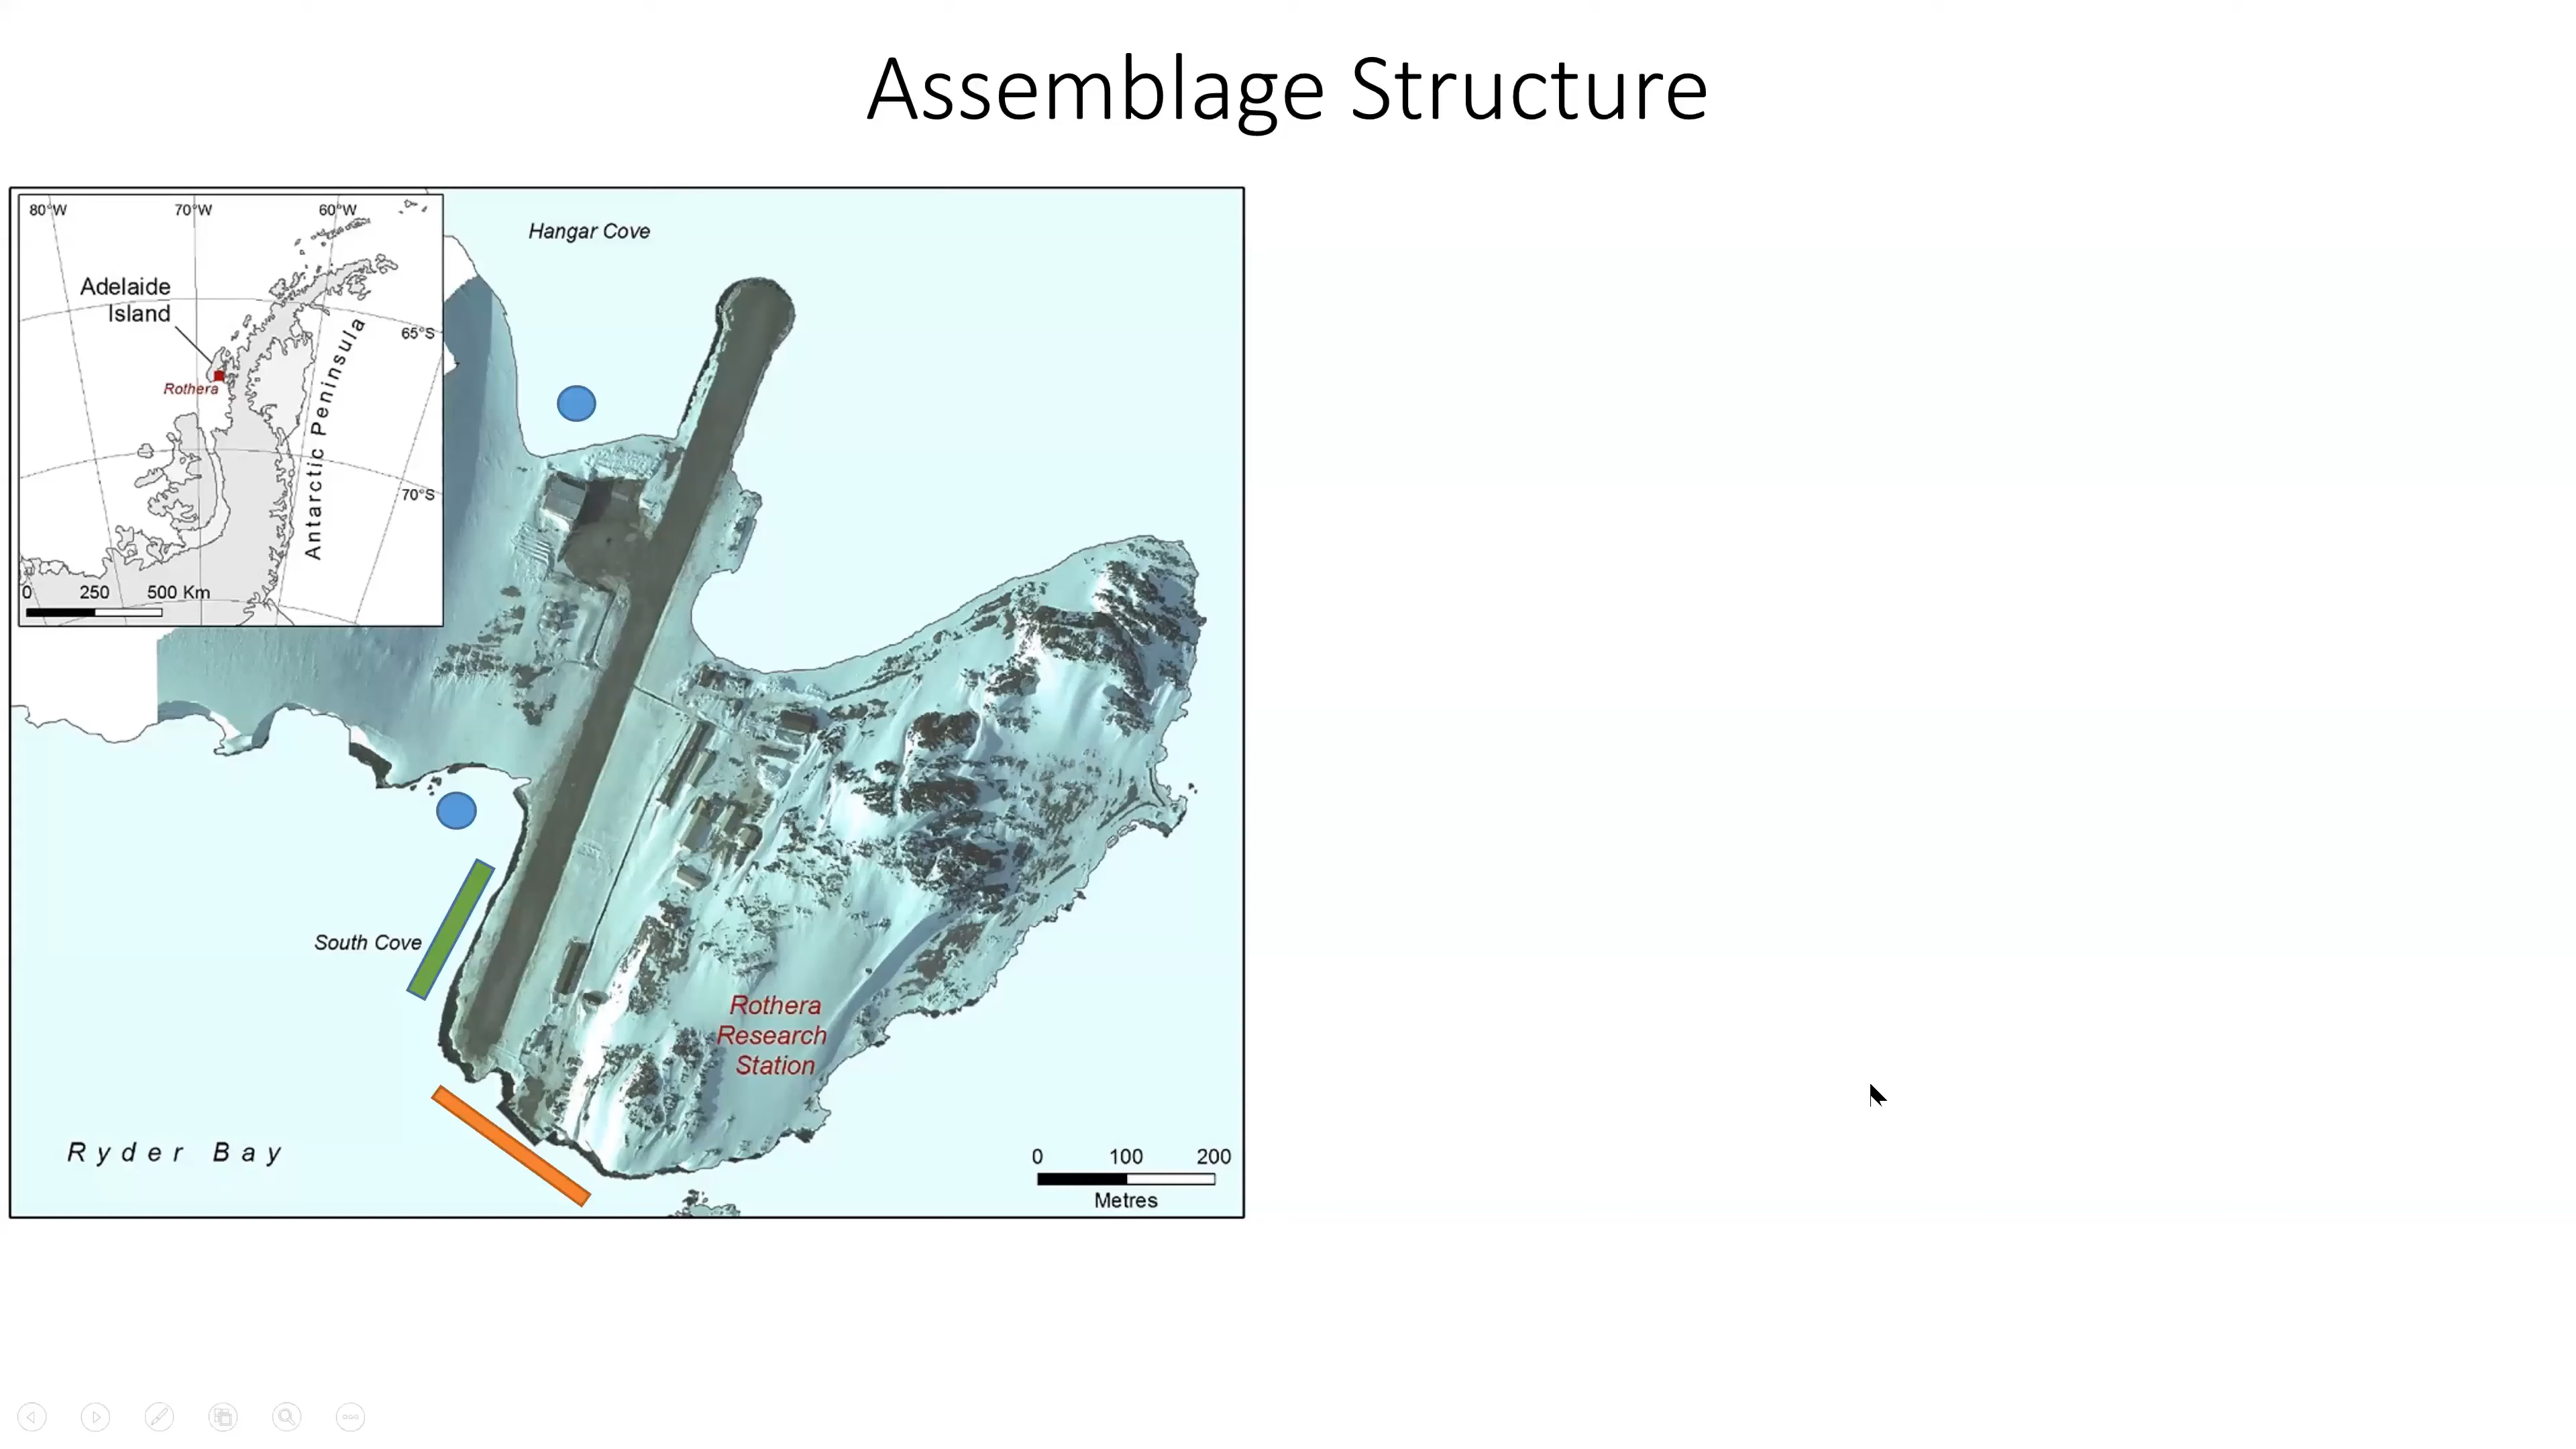 Assemblage Structure
80°W
70°W
60°W
Adelaide
Island
65°S
Rothera
Antarctic Peninsula
70°S
0 250 500 Km
Hangar Cove
South Cove
Rothera
Research
Station
Ryder Bay
0 100 200
Metres